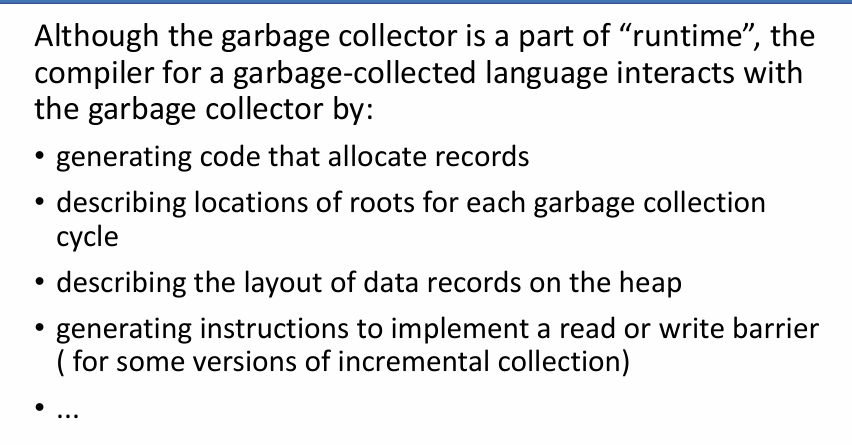 Although the garbage collector is a part of “runtime”, the
compiler for a garbage-collected language interacts with
the garbage collector by:
• generating code that allocate records
• describing locations of roots for each garbage collection
cycle
• describing the layout of data records on the heap
• generating instructions to implement a read or write barrier
( for some versions of incremental collection)
• ...